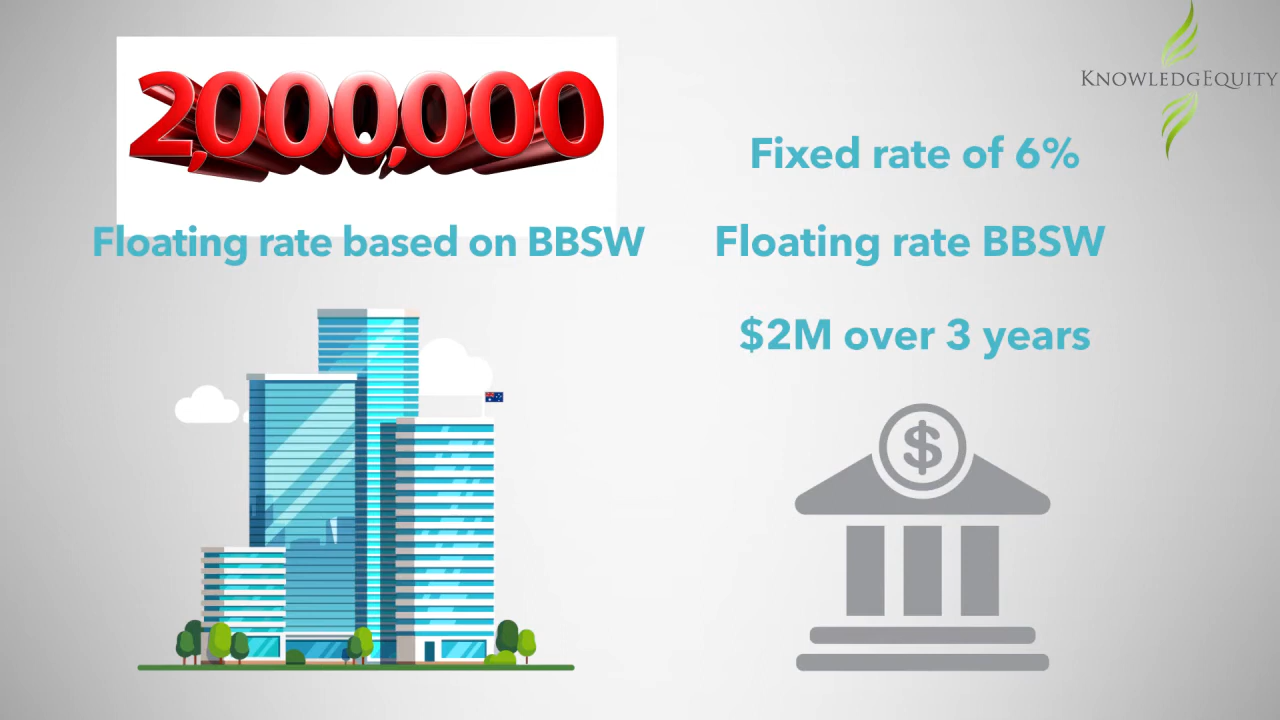 2,000,000
KNOWLEDGEQUITY
Fixed rate of 6%
Floating rate based on BBSW
Floating rate BBSW
$2M over 3 years
$